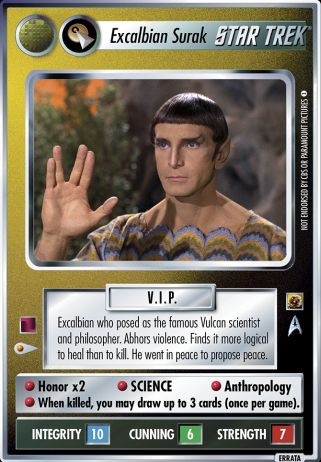 Excalbian Surak STAR TREK
NOT ENDORSED BY CBS OR PARAMOUNT PICTURES
V.I.P.
Excalbian who posed as the famous Vulcan scientist
and philosopher. Abhors violence. Finds it more logical
to heal than to kill. He went in peace to propose peace.
Honor x2 SCIENCE Anthropology
When killed, you may draw up to 3 cards (once per game).
INTEGRITY 10 CUNNING 6 STRENGTH 7
ERRATA